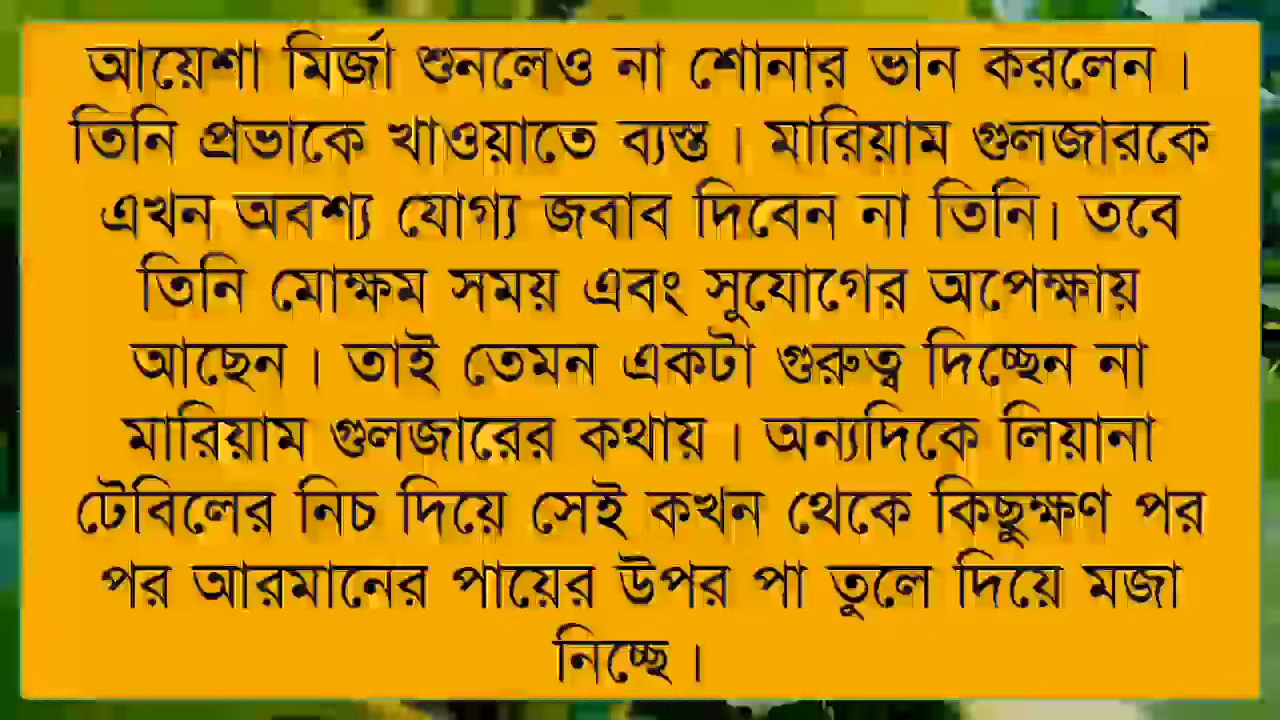 আয়েশা মির্জা শুনলেও না শোনার ভান করলেন।
তিনি প্রভাকে খাওয়াতে ব্যস্ত। মারিয়াম গুলজারকে
এখন অবশ্য যোগ্য জবাব দিবেন না তিনি। তবে
তিনি মোক্ষম সময় এবং সুযোগের অপেক্ষায়
আছেন। তাই তেমন একটা গুরুত্ব দিচ্ছেন না
মারিয়াম গুলজারের কথায়। অন্যদিকে লিয়ানা
টেবিলের নিচ দিয়ে সেই কখন থেকে কিছুক্ষণ পর
পর আরমানের পায়ের উপর পা তুলে দিয়ে মজা
নিচ্ছে।